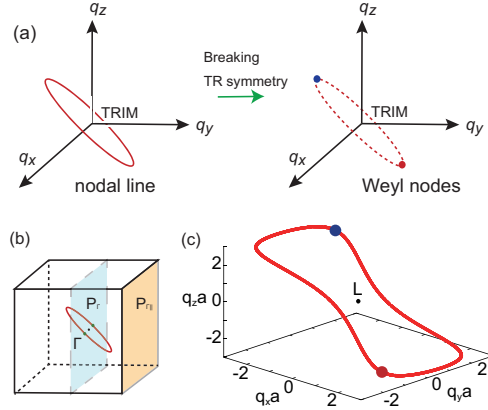 (a)
q_z
q_y
q_x
TRIM
nodal line
Breaking
TR symmetry
q_z
q_y
q_x
TRIM
Weyl nodes
(b)
P_Γ
Γ
P_Γ∥
(c)
q_za
2
0
-2
L
-2
0
2
q_xa
-2
0
2
q_ya